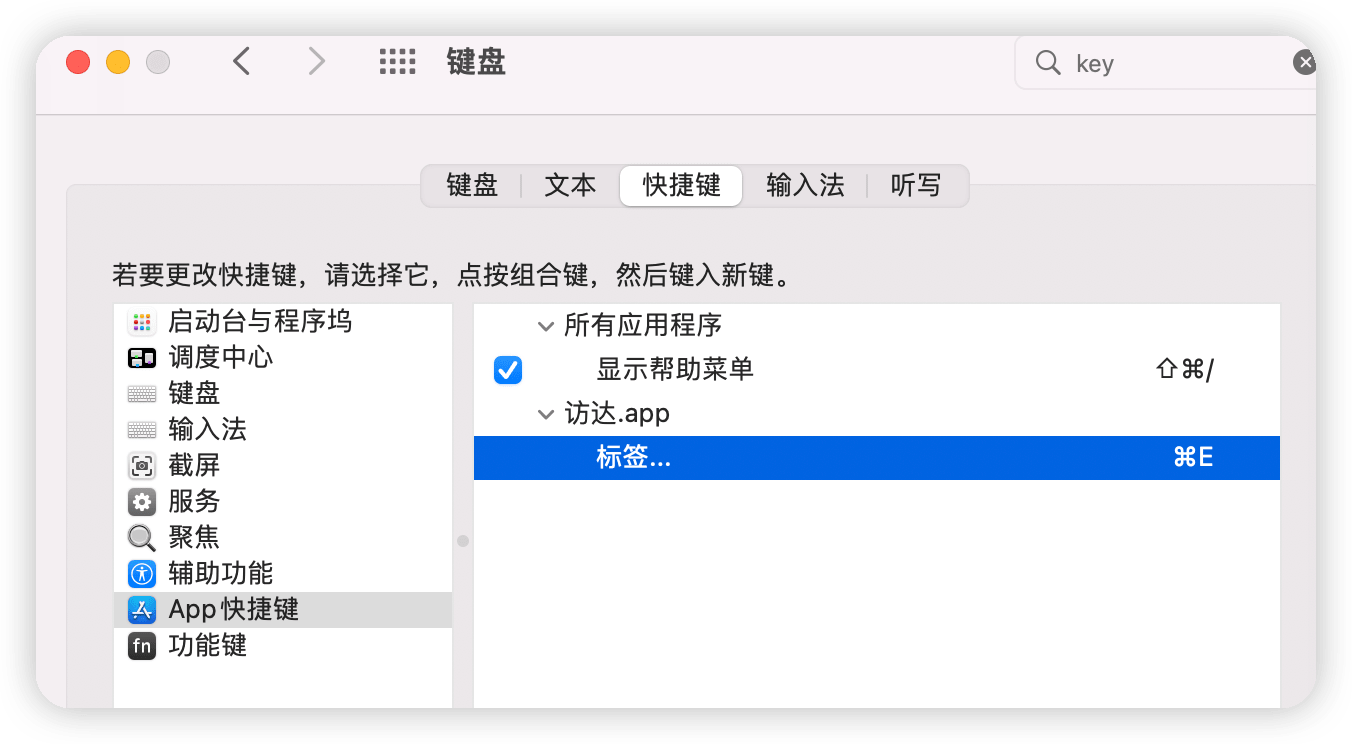 键盘
key
键盘
文本
快捷键
输入法
听写
若要更改快捷键，请选择它，点按组合键，然后键入新键。
启动台与程序坞
调度中心
键盘
输入法
截屏
服务
聚焦
辅助功能
App 快捷键
fn 功能键
所有应用程序
显示帮助菜单 ⇧⌘/
访达.app
标签... ⌘E